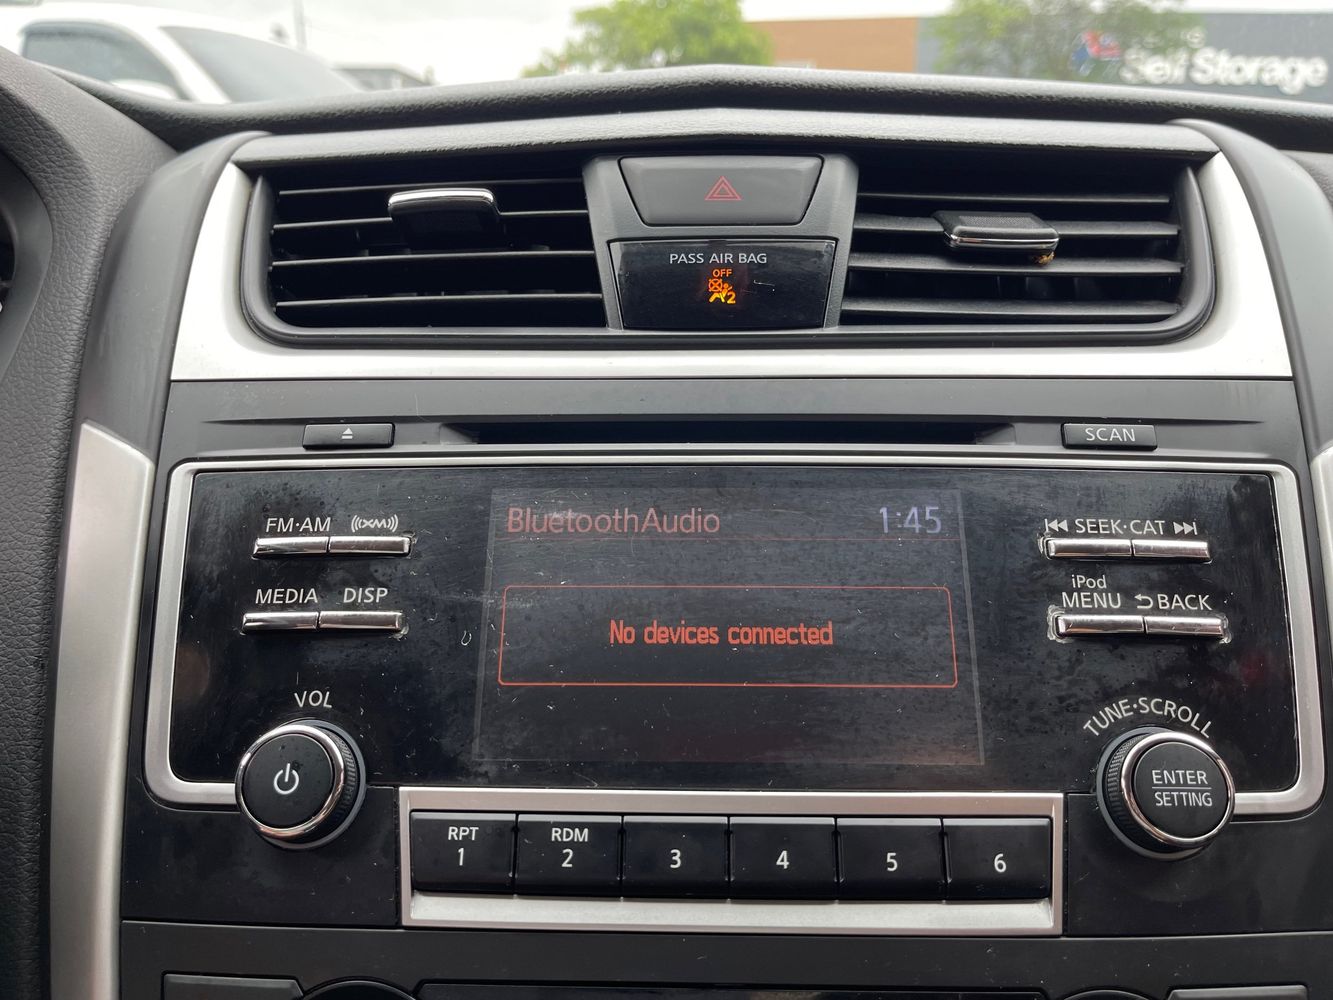 Self Storage
PASS AIR BAG
OFF
2
SCAN
FM·AM
((XM))
BluetoothAudio
1:45
SEEK·CAT
MEDIA
DISP
iPod
MENU
BACK
No devices connected
VOL
TUNE·SCROLL
ENTER
SETTING
RPT
1
RDM
2
3
4
5
6